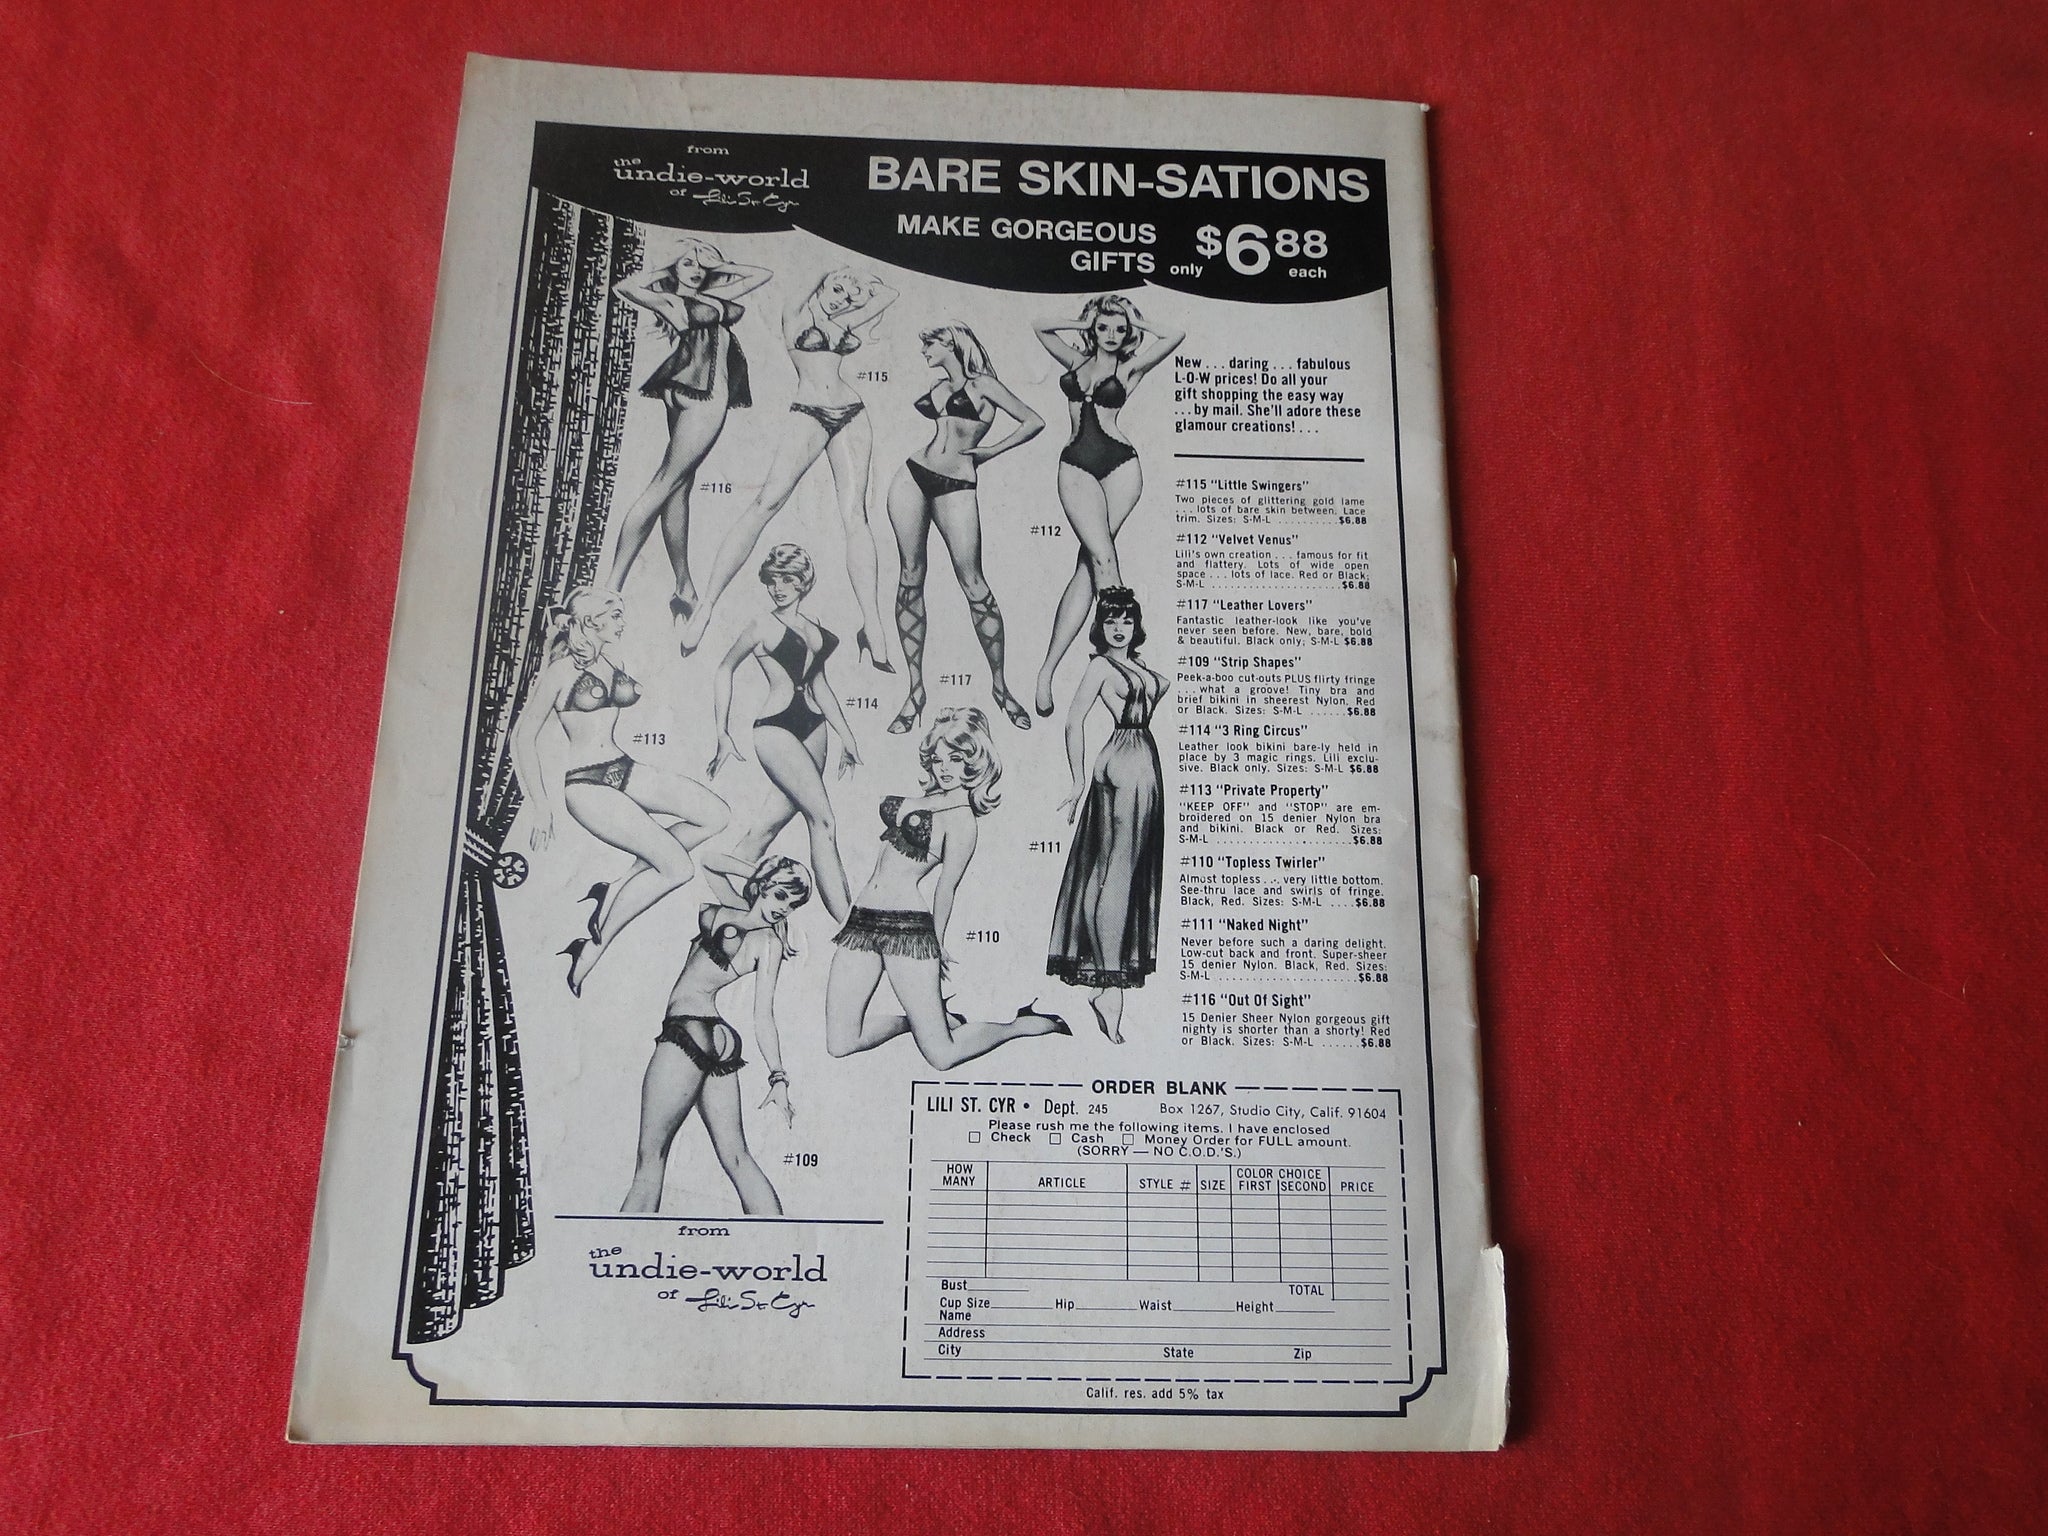 from
the
undie-world
of Lili St. Cyr
BARE SKIN-SATIONS
MAKE GORGEOUS
GIFTS only $6 88 each
#116
#115
#117
#112
#113
#114
#110
#111
#109
New . . . daring . . . fabulous
L-O-W prices! Do all your
gift shopping the easy way
. . . by mail. She'll adore these
glamour creations! . . .
#115 "Little Swingers"
Two pieces of glittering gold lame
. . . lots of bare skin between. Lace
trim. Sizes: S-M-L . . . . . . . . . . $6.88
#112 "Velvet Venus"
Lili's own creation . . . famous for fit
and flattery. Lots of wide open
space . . . lots of lace. Red or Black;
S-M-L . . . . . . . . . . . . . . . . . . . . . $6.88
#117 "Leather Lovers"
Fantastic leather-look like you've
never seen before. New, bare, bold
& beautiful. Black only; S-M-L $6.88
#109 "Strip Shapes"
Peek-a-boo cut-outs PLUS flirty fringe
. . . what a groove! Tiny bra and
brief bikini in sheerest Nylon. Red
or Black. Sizes: S-M-L . . . . . . $6.88
#114 "3 Ring Circus"
Leather look bikini bare-ly held in
place by 3 magic rings. Lili exclu-
sive. Black only. Sizes: S-M-L $6.88
#113 "Private Property"
"KEEP OFF" and "STOP" are em-
broidered on 15 denier Nylon bra
and bikini. Black or Red. Sizes:
S-M-L . . . . . . . . . . . . . . . . . . . . . $6.88
#110 "Topless Twirler"
Almost topless . . . very little bottom.
See-thru lace and swirls of fringe.
Black, Red. Sizes: S-M-L . . . . $6.88
#111 "Naked Night"
Never before such a daring delight.
Low-cut back and front. Super-sheer
15 denier Nylon. Black, Red. Sizes:
S-M-L . . . . . . . . . . . . . . . . . . . . . $6.88
#116 "Out Of Sight"
15 Denier Sheer Nylon gorgeous gift
nighty is shorter than a shorty! Red
or Black. Sizes: S-M-L . . . . . . $6.88
from
the
undie-world
of Lili St. Cyr
ORDER BLANK
LILI ST. CYR • Dept. 245 Box 1267, Studio City, Calif. 91604
Please rush me the following items. I have enclosed
☐ Check ☐ Cash ☐ Money Order for FULL amount.
(SORRY — NO C.O.D.'S.)
HOW MANY ARTICLE STYLE # SIZE COLOR CHOICE FIRST SECOND PRICE
Bust TOTAL
Cup Size Hip Waist Height
Name
Address
City State Zip
Calif. res. add 5% tax